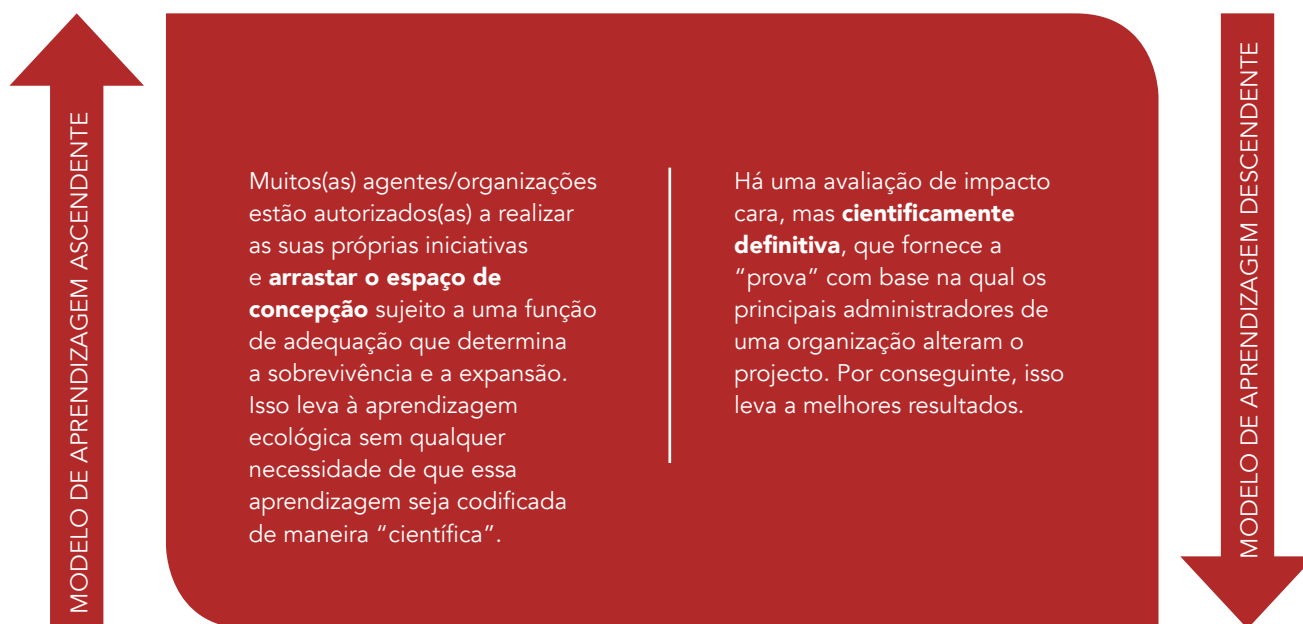 MODELO DE APRENDIZAGEM ASCENDENTE
Muitos(as) agentes/organizações
estão autorizados(as) a realizar
as suas próprias iniciativas
e arrastar o espaço de
concepção sujeito a uma função
de adequação que determina
a sobrevivência e a expansão.
Isso leva à aprendizagem
ecológica sem qualquer
necessidade de que essa
aprendizagem seja codificada
de maneira “científica”.
Há uma avaliação de impacto
cara, mas cientificamente
definitiva, que fornece a
“prova” com base na qual os
principais administradores de
uma organização alteram o
projecto. Por conseguinte, isso
leva a melhores resultados.
MODELO DE APRENDIZAGEM DESCENDENTE